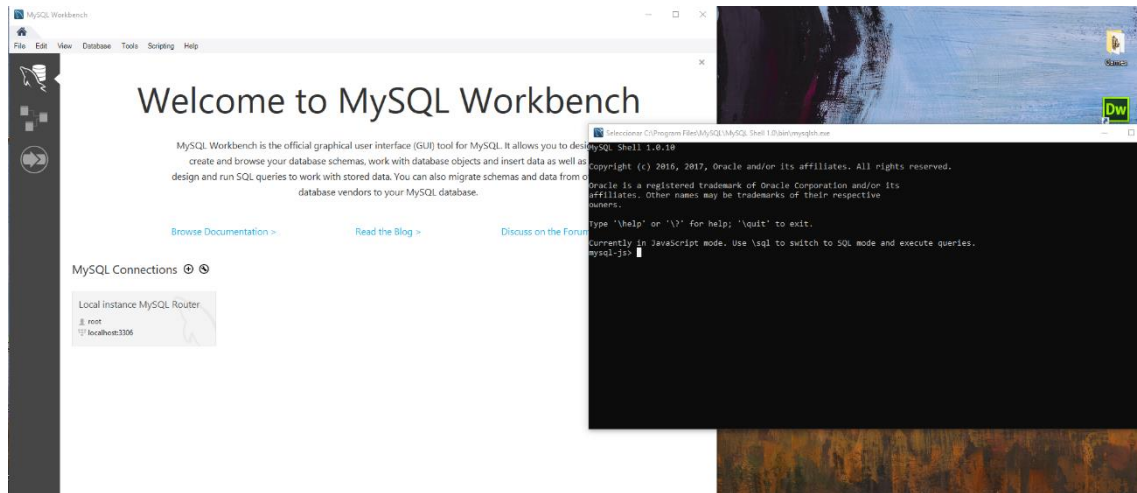 MySQL Workbench
File Edit View Database Tools Scripting Help
Welcome to MySQL Workbench
MySQL Workbench is the official graphical user interface (GUI) tool for MySQL. It allows you to desi
create and browse your database schemas, work with database objects and insert data as well as
design and run SQL queries to work with stored data. You can also migrate schemas and data from o
database vendors to your MySQL database.
Browse Documentation >
Read the Blog >
Discuss on the Forum
MySQL Connections
Local instance MySQL Router
root
localhost:3306
Seleccionar C:\Program Files\MySQL\MySQL Shell 1.0\bin\mysqlsh.exe
MySQL Shell 1.0.10
Copyright (c) 2016, 2017, Oracle and/or its affiliates. All rights reserved.
Oracle is a registered trademark of Oracle Corporation and/or its
affiliates. Other names may be trademarks of their respective
owners.
Type '\help' or '\?' for help; '\quit' to exit.
Currently in JavaScript mode. Use \sql to switch to SQL mode and execute queries.
mysql-js>
Games
Dw